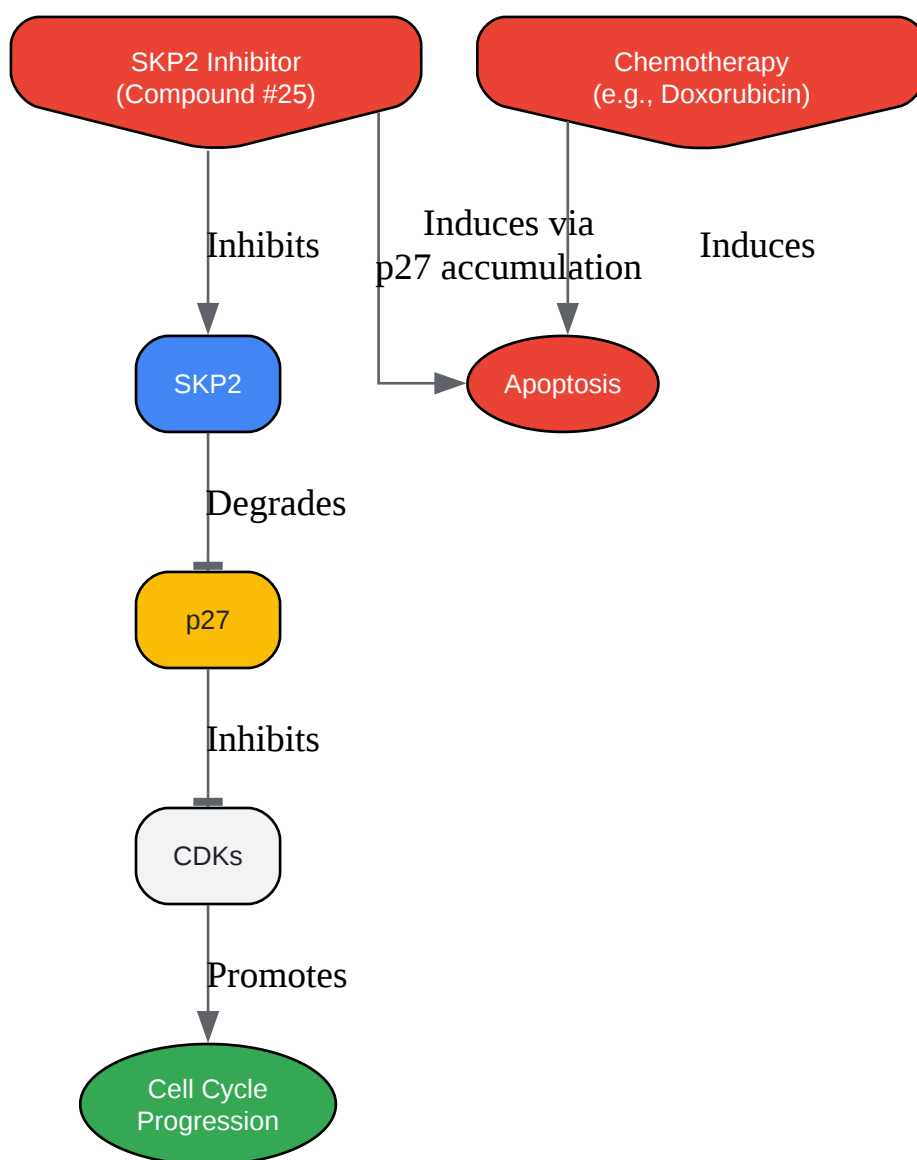 SKP2 Inhibitor
(Compound #25)
Chemotherapy
(e.g., Doxorubicin)
Inhibits
Induces via
p27 accumulation
Induces
SKP2
Apoptosis
Degrades
p27
Inhibits
CDKs
Promotes
Cell Cycle
Progression